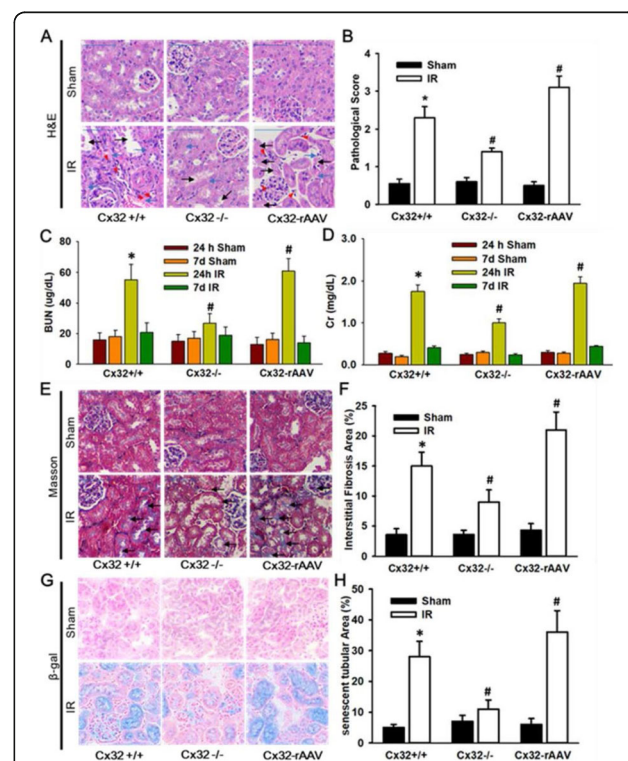 A
Sham
H&E
IR
Cx32 +/+
Cx32 -/-
Cx32-rAAV
B
Sham
IR
Pathological Score
4
3
2
1
0
*
#
#
Cx32+/+
Cx32-/-
Cx32-rAAV
C
24 h Sham
7d Sham
24h IR
7d IR
BUN (ug/dL)
80
60
40
20
0
*
#
#
Cx32+/+
Cx32-/-
Cx32-rAAV
D
24 h Sham
7d Sham
24h IR
7d IR
Cr (mg/dL)
3.0
2.0
1.0
0.0
*
#
#
Cx32+/+
Cx32-/-
Cx32-rAAV
E
Sham
Masson
IR
Cx32 +/+
Cx32 -/-
Cx32-rAAV
F
Sham
IR
Interstitial Fibrosis Area (%)
25
20
15
10
5
0
*
#
#
Cx32+/+
Cx32-/-
Cx32-rAAV
G
Sham
β-gal
IR
Cx32 +/+
Cx32 -/-
Cx32-rAAV
H
Sham
IR
senescent tubular Area (%)
50
40
30
20
10
0
*
#
#
Cx32+/+
Cx32-/-
Cx32-rAAV